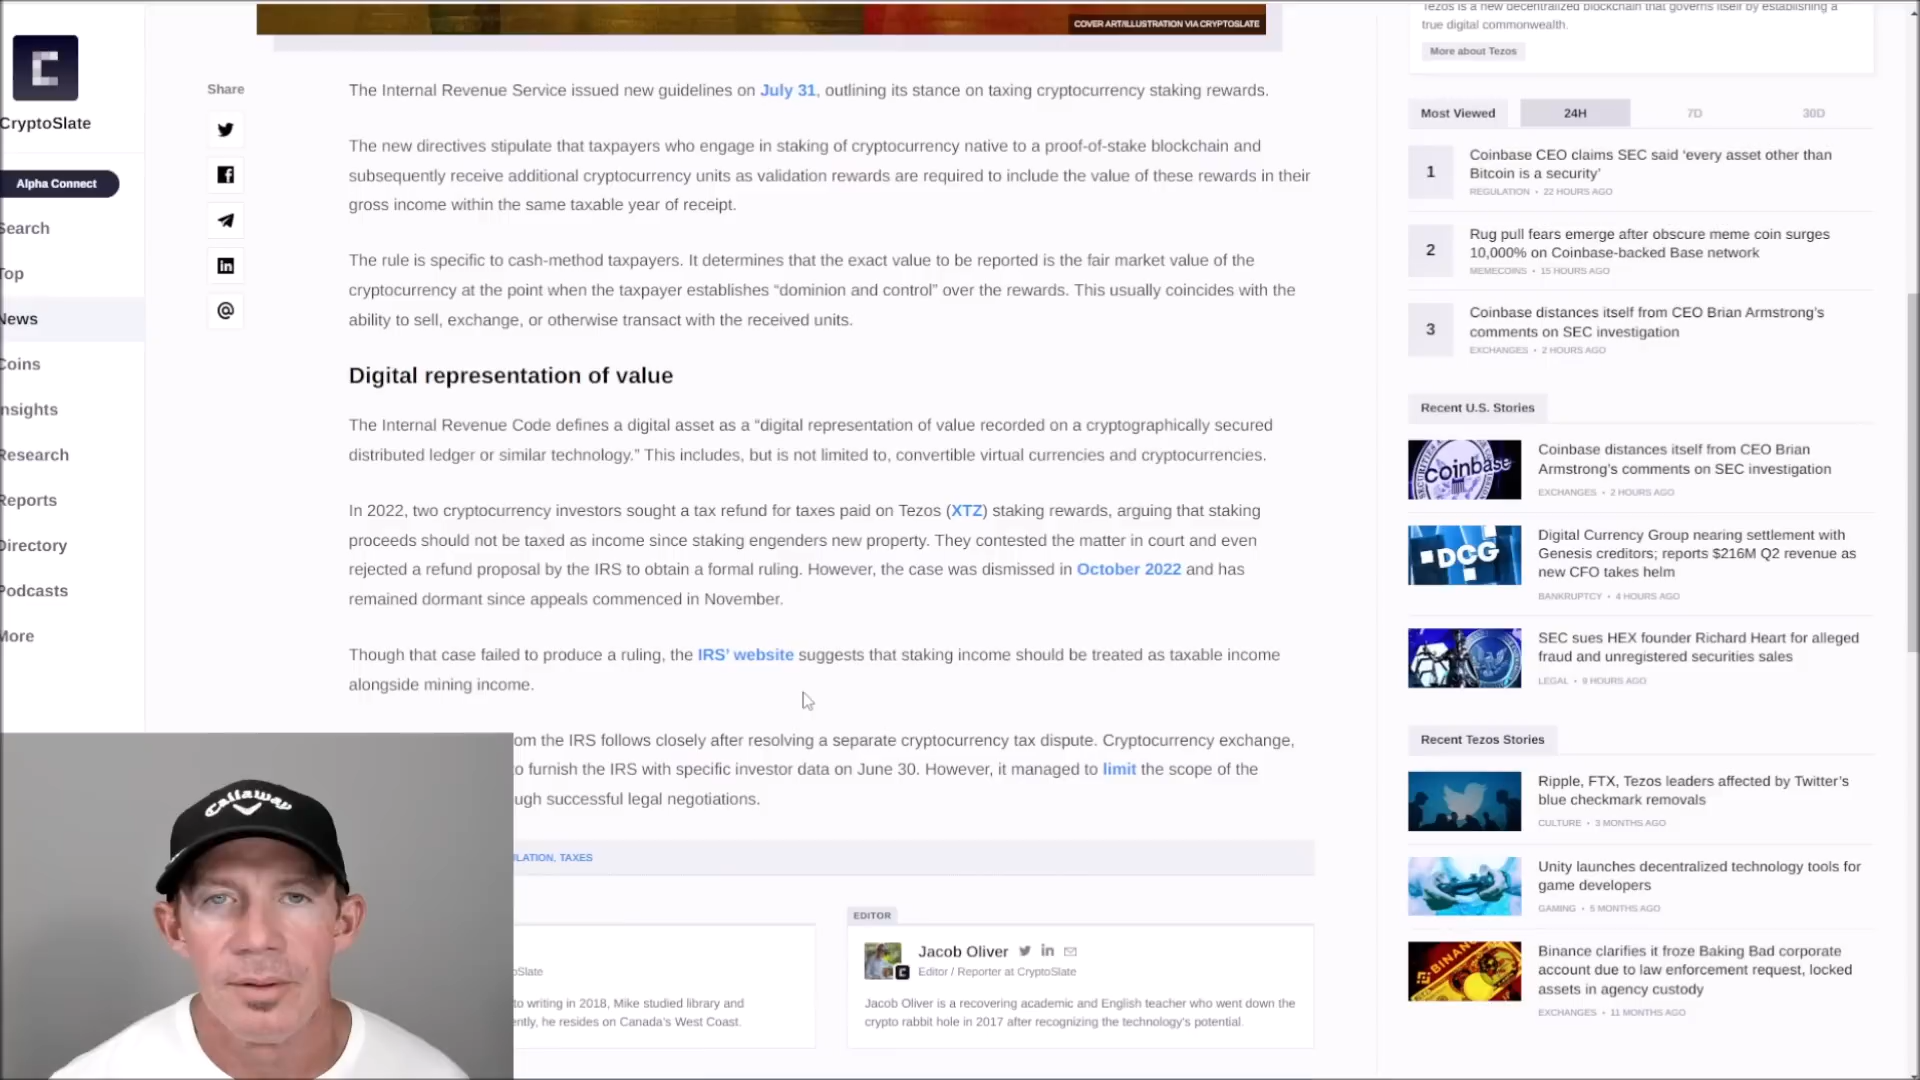 COVER ART/ILLUSTRATION VIA CRYPTOSLATE
CryptoSlate
Alpha Connect
Search
Top
News
Coins
Insights
Research
Reports
Directory
Podcasts
More
Share
The Internal Revenue Service issued new guidelines on July 31, outlining its stance on taxing cryptocurrency staking rewards.
The new directives stipulate that taxpayers who engage in staking of cryptocurrency native to a proof-of-stake blockchain and
subsequently receive additional cryptocurrency units as validation rewards are required to include the value of these rewards in their
gross income within the same taxable year of receipt.
The rule is specific to cash-method taxpayers. It determines that the exact value to be reported is the fair market value of the
cryptocurrency at the point when the taxpayer establishes “dominion and control” over the rewards. This usually coincides with the
ability to sell, exchange, or otherwise transact with the received units.
Digital representation of value
The Internal Revenue Code defines a digital asset as a “digital representation of value recorded on a cryptographically secured
distributed ledger or similar technology.” This includes, but is not limited to, convertible virtual currencies and cryptocurrencies.
In 2022, two cryptocurrency investors sought a tax refund for taxes paid on Tezos (XTZ) staking rewards, arguing that staking
proceeds should not be taxed as income since staking engenders new property. They contested the matter in court and even
rejected a refund proposal by the IRS to obtain a formal ruling. However, the case was dismissed in October 2022 and has
remained dormant since appeals commenced in November.
Though that case failed to produce a ruling, the IRS’ website suggests that staking income should be treated as taxable income
alongside mining income.
om the IRS follows closely after resolving a separate cryptocurrency tax dispute. Cryptocurrency exchange,
o furnish the IRS with specific investor data on June 30. However, it managed to limit the scope of the
ugh successful legal negotiations.
LATION, TAXES
oSlate
to writing in 2018, Mike studied library and
ntly, he resides on Canada's West Coast.
EDITOR
Jacob Oliver
Editor / Reporter at CryptoSlate
Jacob Oliver is a recovering academic and English teacher who went down the
crypto rabbit hole in 2017 after recognizing the technology's potential.
Callaway
Tezos is a new decentralized blockchain that governs itself by establishing a
true digital commonwealth.
More about Tezos
Most Viewed
24H
7D
30D
1
Coinbase CEO claims SEC said ‘every asset other than
Bitcoin is a security’
REGULATION • 22 HOURS AGO
2
Rug pull fears emerge after obscure meme coin surges
10,000% on Coinbase-backed Base network
MEMECOINS • 15 HOURS AGO
3
Coinbase distances itself from CEO Brian Armstrong’s
comments on SEC investigation
EXCHANGES • 2 HOURS AGO
Recent U.S. Stories
coinbase
Coinbase distances itself from CEO Brian
Armstrong’s comments on SEC investigation
EXCHANGES • 2 HOURS AGO
DCG
Digital Currency Group nearing settlement with
Genesis creditors; reports $216M Q2 revenue as
new CFO takes helm
BANKRUPTCY • 4 HOURS AGO
SEC sues HEX founder Richard Heart for alleged
fraud and unregistered securities sales
LEGAL • 9 HOURS AGO
Recent Tezos Stories
Ripple, FTX, Tezos leaders affected by Twitter’s
blue checkmark removals
CULTURE • 3 MONTHS AGO
Unity launches decentralized technology tools for
game developers
GAMING • 5 MONTHS AGO
BINANCE
Binance clarifies it froze Baking Bad corporate
account due to law enforcement request, locked
assets in agency custody
EXCHANGES • 11 MONTHS AGO